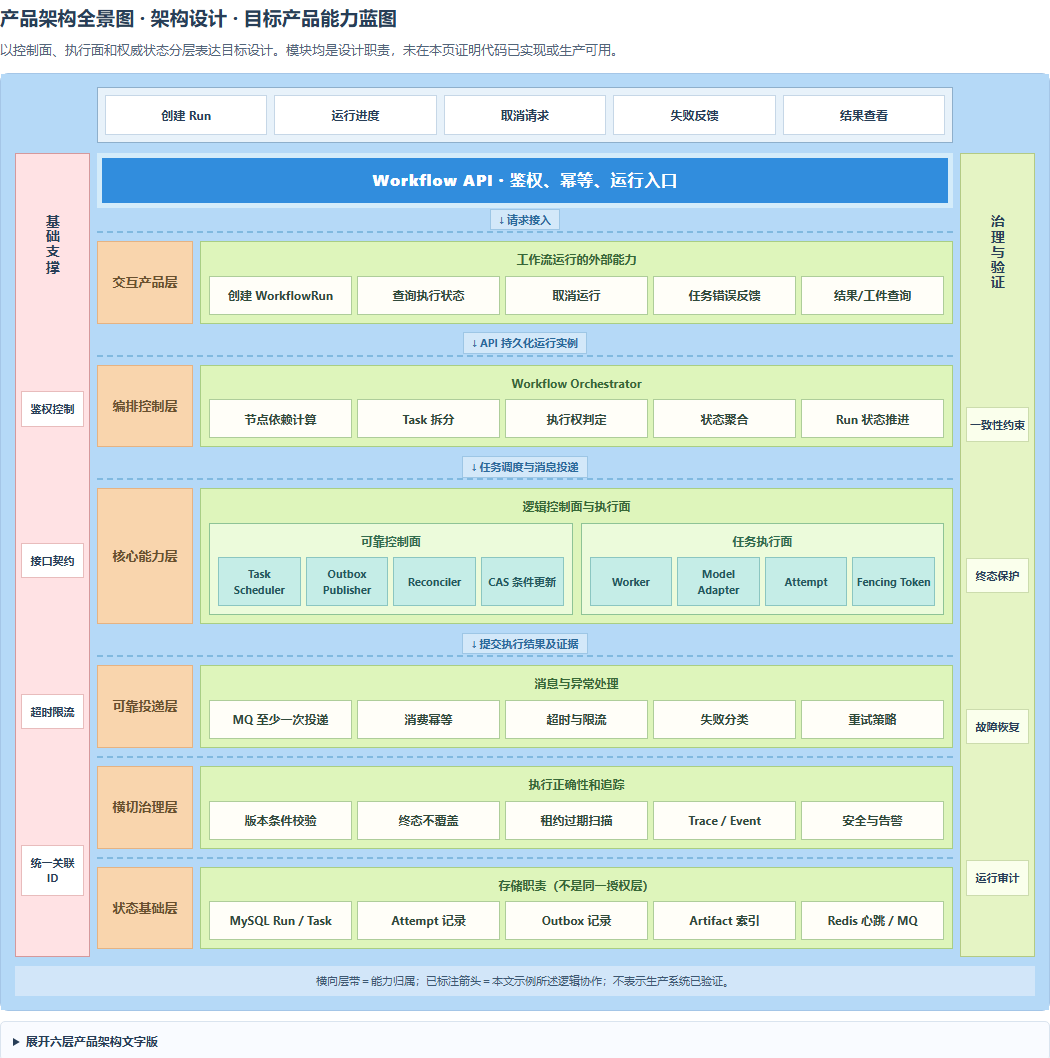 产品架构全景图 · 架构设计 · 目标产品能力蓝图
以控制面、执行面和权威状态分层表达目标设计。模块均是设计职责，未在本页证明代码已实现或生产可用。
创建 Run
运行进度
取消请求
失败反馈
结果查看
基础支撑
鉴权控制
接口契约
超时限流
统一关联
ID
Workflow API · 鉴权、幂等、运行入口
↓ 请求接入
交互产品层
工作流运行的外部能力
创建 WorkflowRun
查询执行状态
取消运行
任务错误反馈
结果/工件查询
↓ API 持久化运行实例
编排控制层
Workflow Orchestrator
节点依赖计算
Task 拆分
执行权判定
状态聚合
Run 状态推进
↓ 任务调度与消息投递
核心能力层
逻辑控制面与执行面
可靠控制面
Task
Scheduler
Outbox
Publisher
Reconciler
CAS 条件更新
任务执行面
Worker
Model
Adapter
Attempt
Fencing Token
↓ 提交执行结果及证据
可靠投递层
消息与异常处理
MQ 至少一次投递
消费幂等
超时与限流
失败分类
重试策略
横切治理层
执行正确性和追踪
版本条件校验
终态不覆盖
租约过期扫描
Trace / Event
安全与告警
状态基础层
存储职责（不是同一授权层）
MySQL Run / Task
Attempt 记录
Outbox 记录
Artifact 索引
Redis 心跳 / MQ
治理与验证
一致性约束
终态保护
故障恢复
运行审计
横向层带 = 能力归属；已标注箭头 = 本文示例所述逻辑协作；不表示生产系统已验证。
▶ 展开六层产品架构文字版